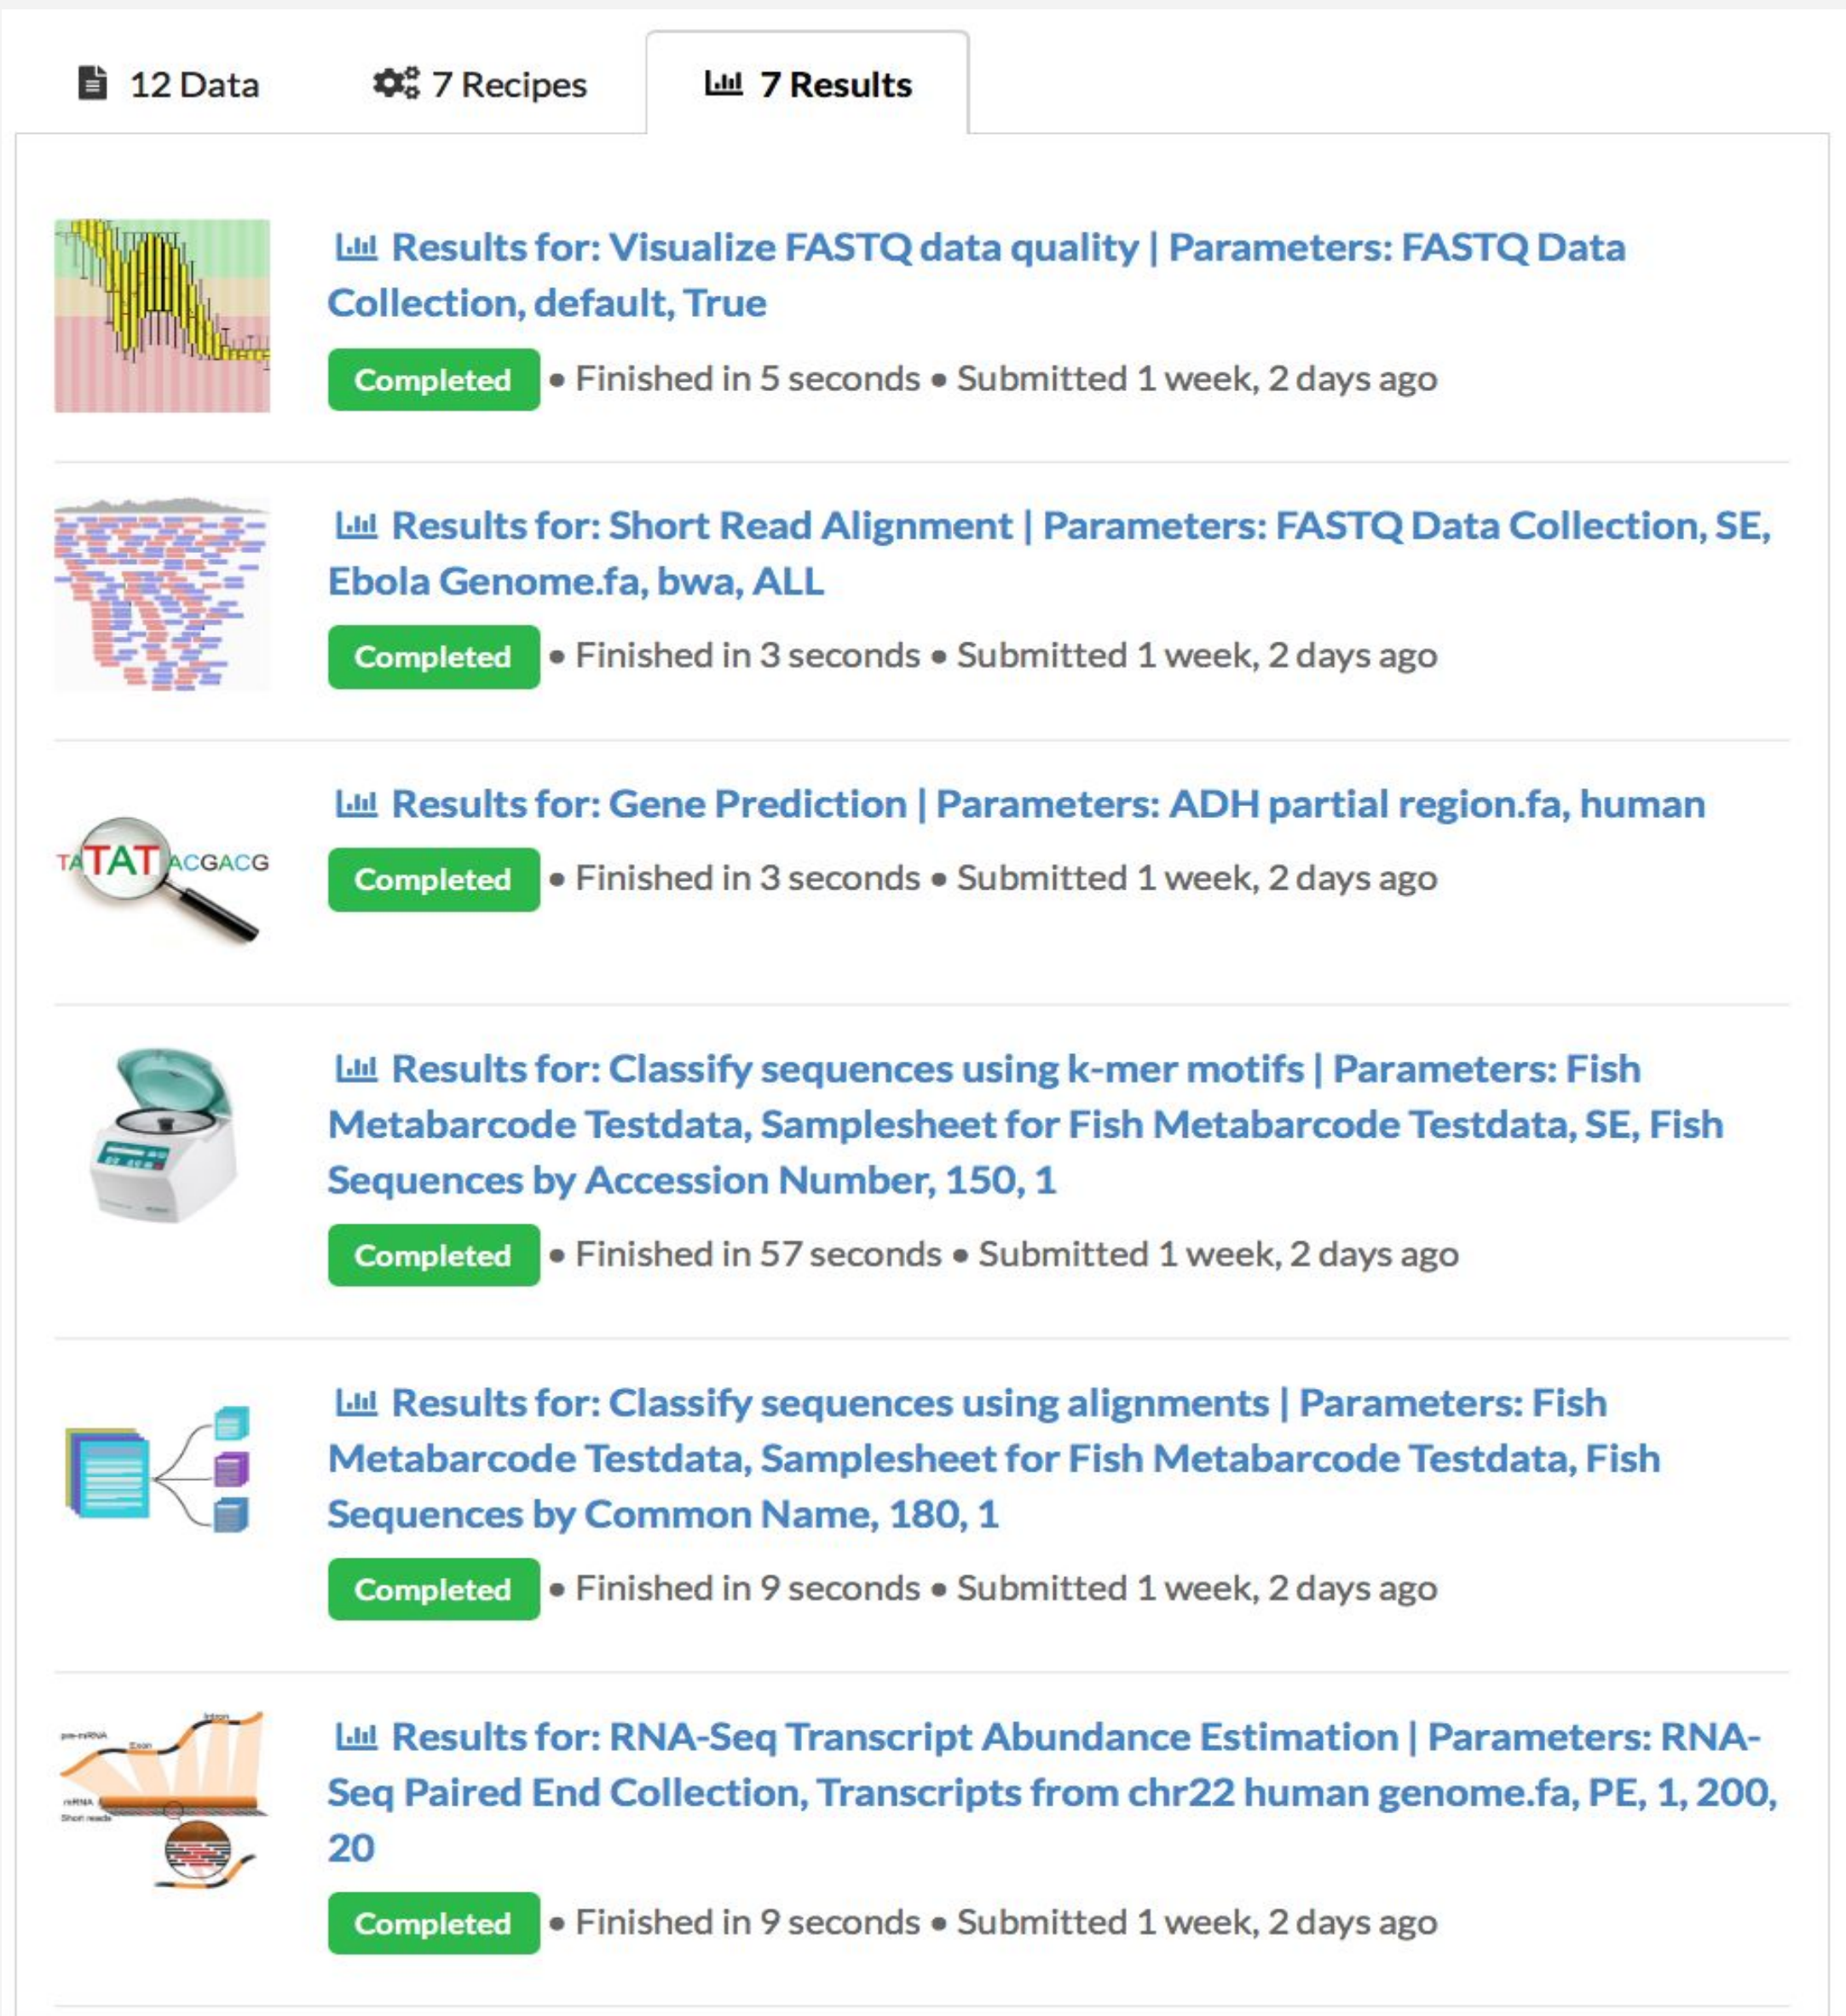 12 Data
7 Recipes
7 Results
Results for: Visualize FASTQ data quality | Parameters: FASTQ Data
Collection, default, True
Completed • Finished in 5 seconds • Submitted 1 week, 2 days ago
Results for: Short Read Alignment | Parameters: FASTQ Data Collection, SE,
Ebola Genome.fa, bwa, ALL
Completed • Finished in 3 seconds • Submitted 1 week, 2 days ago
TATAT ACGACG
Results for: Gene Prediction | Parameters: ADH partial region.fa, human
Completed • Finished in 3 seconds • Submitted 1 week, 2 days ago
Results for: Classify sequences using k-mer motifs | Parameters: Fish
Metabarcode Testdata, Samplesheet for Fish Metabarcode Testdata, SE, Fish
Sequences by Accession Number, 150, 1
Completed • Finished in 57 seconds • Submitted 1 week, 2 days ago
Results for: Classify sequences using alignments | Parameters: Fish
Metabarcode Testdata, Samplesheet for Fish Metabarcode Testdata, Fish
Sequences by Common Name, 180, 1
Completed • Finished in 9 seconds • Submitted 1 week, 2 days ago
pre-mRNA
Intron
Exon
mRNA
Short reads
Results for: RNA-Seq Transcript Abundance Estimation | Parameters: RNA-
Seq Paired End Collection, Transcripts from chr22 human genome.fa, PE, 1, 200,
20
Completed • Finished in 9 seconds • Submitted 1 week, 2 days ago